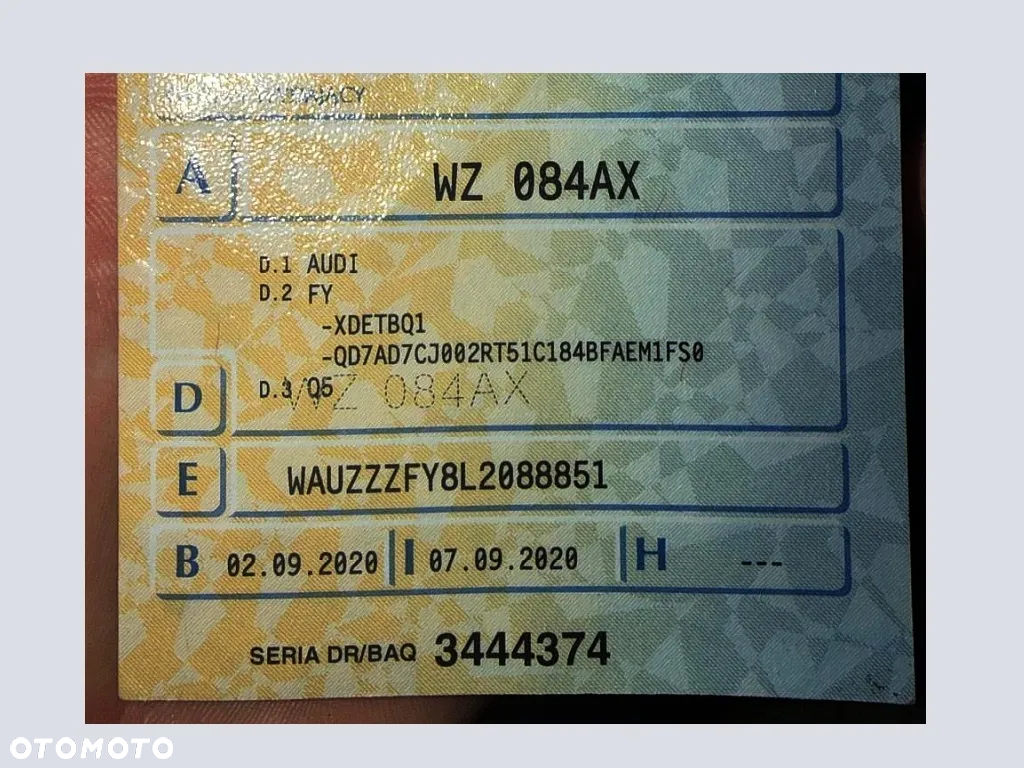 A
WZ 084AX
D.1 AUDI
D.2 FY
-XDETBQ1
-QD7AD7CJ002RT51C184BFAEM1FS0
D
D.3 Q5
WZ 084AX
E
WAUZZZFY8L2088851
B 02.09.2020 I 07.09.2020 H ---
SERIA DR/BAQ 3444374
OTOMOTO